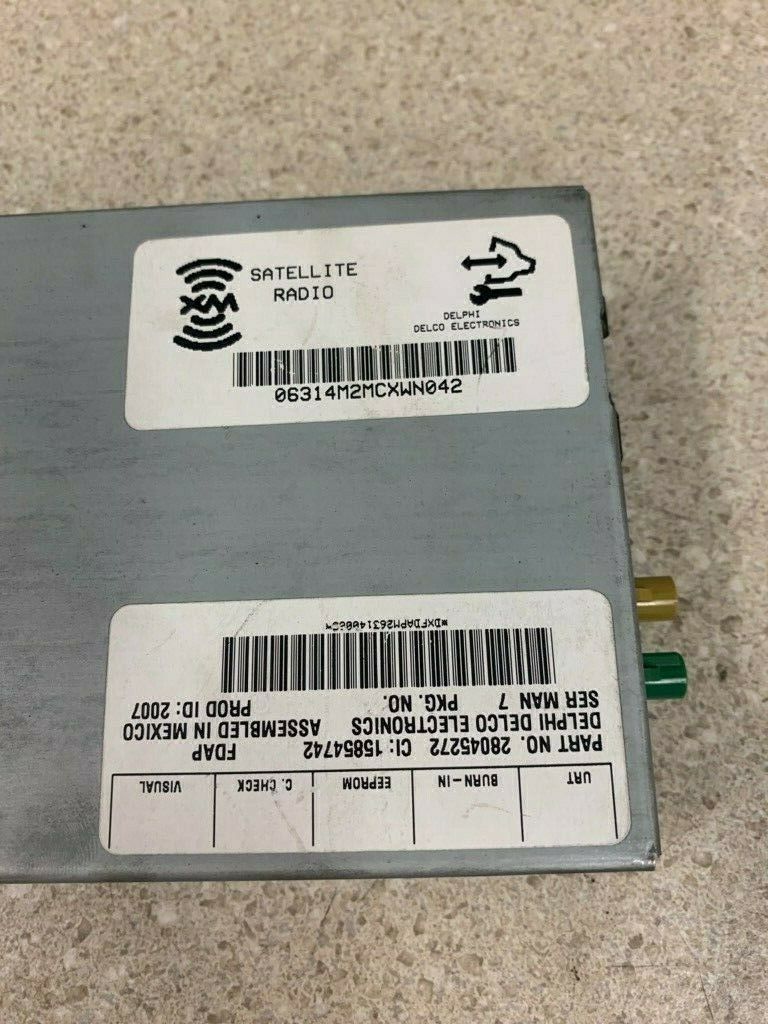 XM
SATELLITE
RADIO
DELPHI
DELCO ELECTRONICS
06314M2MCXWN042
URT BURN-IN EEPROM C. CHECK VISUAL
PART NO. 28045272 CI: 15854742 FDAP
DELPHI DELCO ELECTRONICS ASSEMBLED IN MEXICO
SER MAN 7 PKG. NO. PROD ID: 2007